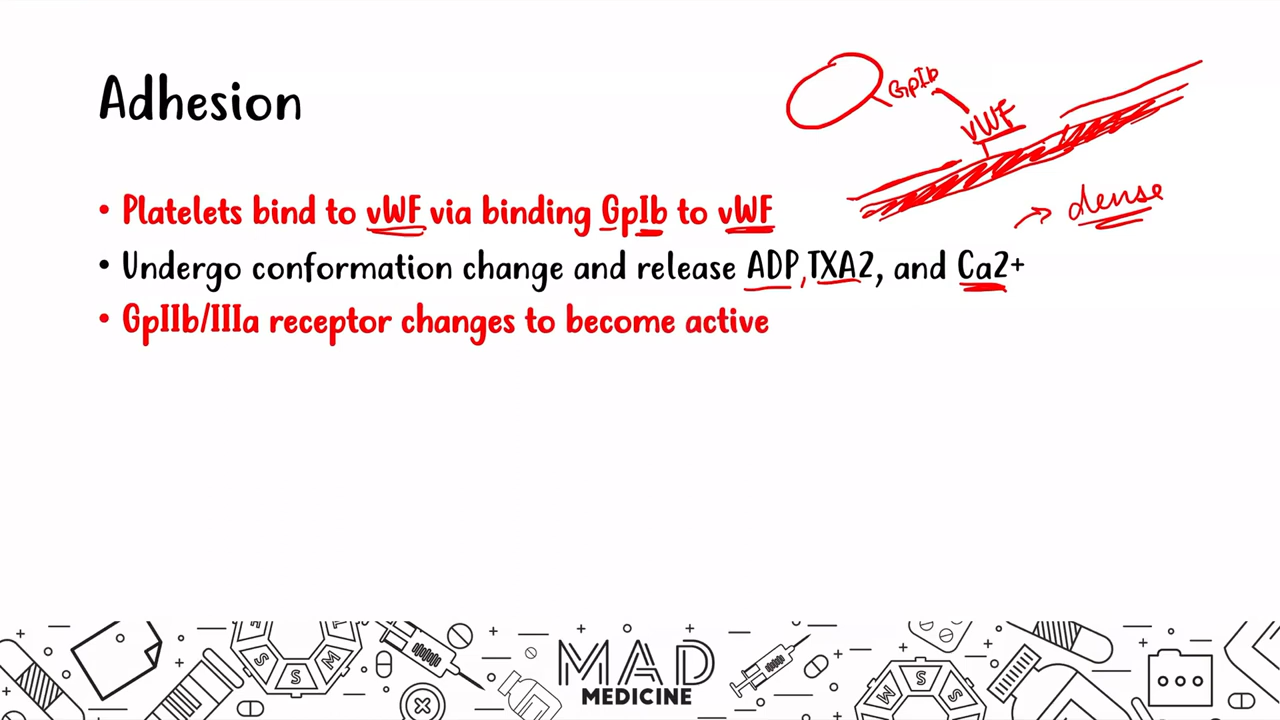 Adhesion
GpIb
vWF
• Platelets bind to vWF via binding GpIb to vWF
dense
• Undergo conformation change and release ADP, TXA2, and Ca2+
• GpIIb/IIIa receptor changes to become active
S
S
M
MAD
MEDICINE
M
S
S